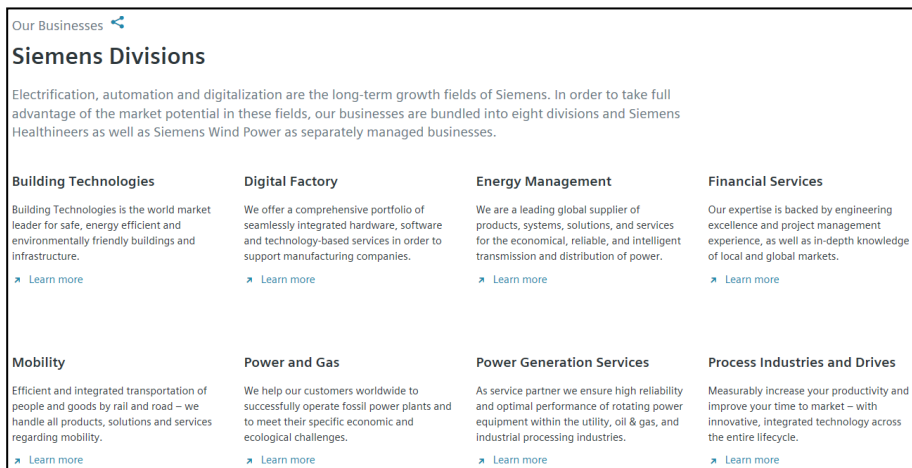 Our Businesses
Siemens Divisions
Electrification, automation and digitalization are the long-term growth fields of Siemens. In order to take full
advantage of the market potential in these fields, our businesses are bundled into eight divisions and Siemens
Healthineers as well as Siemens Wind Power as separately managed businesses.
Building Technologies
Building Technologies is the world market
leader for safe, energy efficient and
environmentally friendly buildings and
infrastructure.
Learn more
Digital Factory
We offer a comprehensive portfolio of
seamlessly integrated hardware, software
and technology-based services in order to
support manufacturing companies.
Learn more
Energy Management
We are a leading global supplier of
products, systems, solutions, and services
for the economical, reliable, and intelligent
transmission and distribution of power.
Learn more
Financial Services
Our expertise is backed by engineering
excellence and project management
experience, as well as in-depth knowledge
of local and global markets.
Learn more
Mobility
Efficient and integrated transportation of
people and goods by rail and road – we
handle all products, solutions and services
regarding mobility.
Learn more
Power and Gas
We help our customers worldwide to
successfully operate fossil power plants and
to meet their specific economic and
ecological challenges.
Learn more
Power Generation Services
As service partner we ensure high reliability
and optimal performance of rotating power
equipment within the utility, oil & gas, and
industrial processing industries.
Learn more
Process Industries and Drives
Measurably increase your productivity and
improve your time to market – with
innovative, integrated technology across
the entire lifecycle.
Learn more